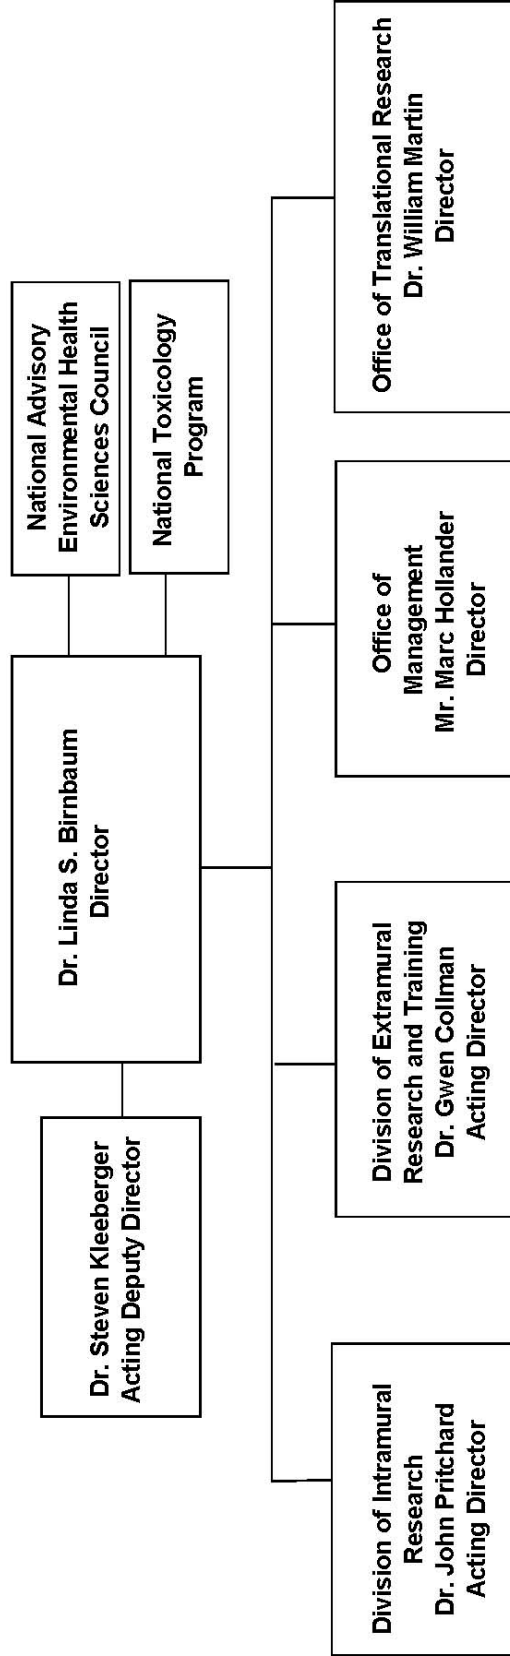 National Advisory
Environmental Health
Sciences Council
Dr. Linda S. Birnbaum
Director
National Toxicology
Program
Dr. Steven Kleeberger
Acting Deputy Director
Division of Intramural
Research
Dr. John Pritchard
Acting Director
Division of Extramural
Research and Training
Dr. Gwen Collman
Acting Director
Office of
Management
Mr. Marc Hollander
Director
Office of Translational Research
Dr. William Martin
Director